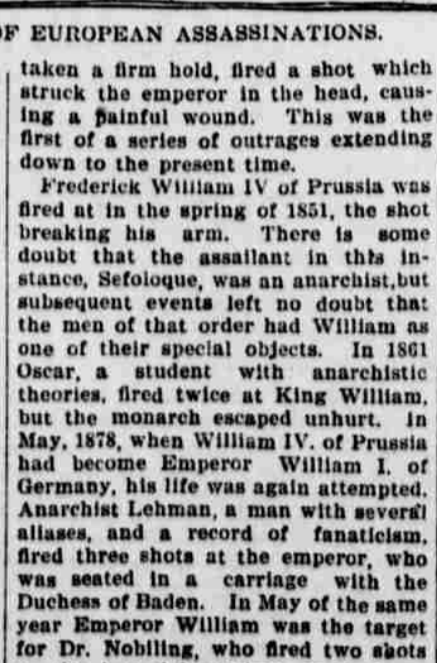 OF EUROPEAN ASSASSINATIONS.
taken a firm hold, fired a shot which
struck the emperor in the head, caus-
ing a painful wound. This was the
first of a series of outrages extending
down to the present time.
Frederick William IV of Prussia was
fired at in the spring of 1851, the shot
breaking his arm. There is some
doubt that the assailant in this in-
stance, Sefoloque, was an anarchist,but
subsequent events left no doubt that
the men of that order had William as
one of their special objects. In 1861
Oscar, a student with anarchistic
theories, fired twice at King William,
but the monarch escaped unhurt. In
May, 1878, when William IV. of Prussia
had become Emperor William I. of
Germany, his life was again attempted.
Anarchist Lehman, a man with several
aliases, and a record of fanaticism,
fired three shots at the emperor, who
was seated in a carriage with the
Duchess of Baden. In May of the same
year Emperor William was the target
for Dr. Nobiling, who fired two shots